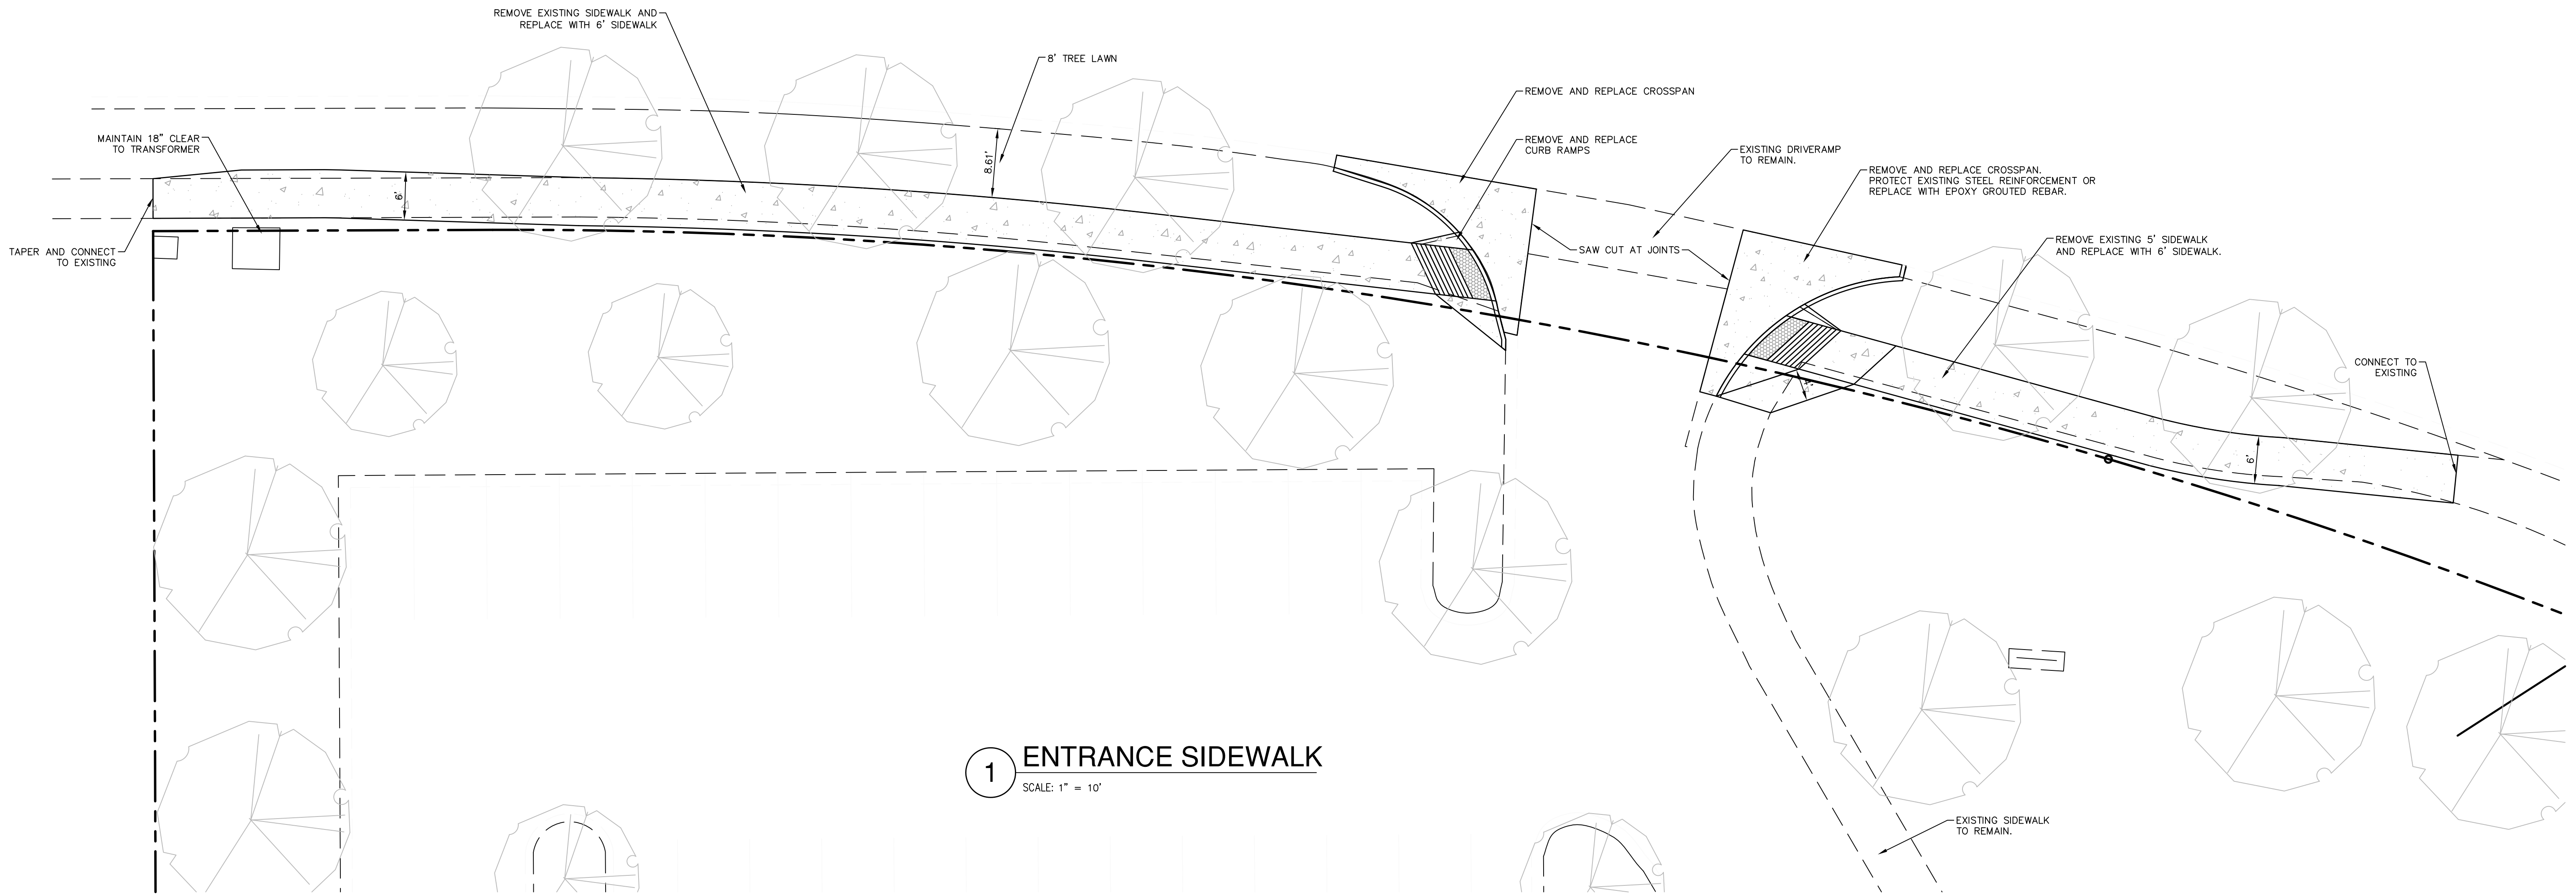 REMOVE EXISTING SIDEWALK AND
REPLACE WITH 6' SIDEWALK
8' TREE LAWN
REMOVE AND REPLACE CROSSPAN
MAINTAIN 18" CLEAR
TO TRANSFORMER
REMOVE AND REPLACE
CURB RAMPS
EXISTING DRIVERAMP
TO REMAIN.
REMOVE AND REPLACE CROSSPAN.
PROTECT EXISTING STEEL REINFORCEMENT OR
REPLACE WITH EPOXY GROUTED REBAR.
8.61'
6'
TAPER AND CONNECT
TO EXISTING
SAW CUT AT JOINTS
REMOVE EXISTING 5' SIDEWALK
AND REPLACE WITH 6' SIDEWALK.
CONNECT TO
EXISTING
6'
1
ENTRANCE SIDEWALK
SCALE: 1" = 10'
EXISTING SIDEWALK
TO REMAIN.